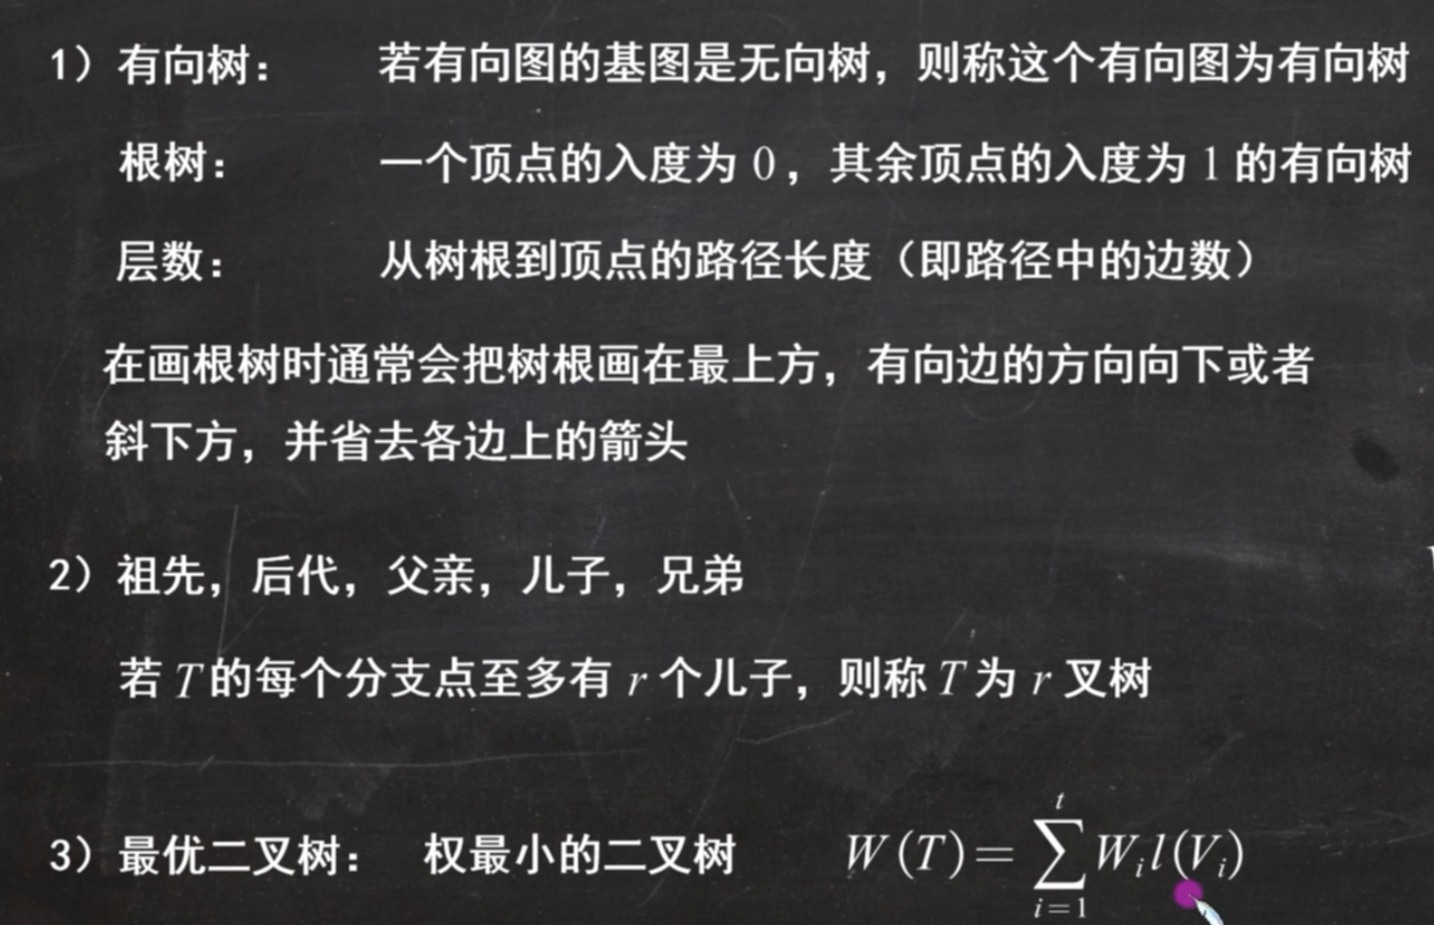 1）有向树： 若有向图的基图是无向树，则称这个有向图为有向树
根树： 一个顶点的入度为 0，其余顶点的入度为 1 的有向树
层数： 从树根到顶点的路径长度（即路径中的边数）
在画根树时通常会把树根画在最上方，有向边的方向向下或者
斜下方，并省去各边上的箭头
2）祖先，后代，父亲，儿子，兄弟
若 T 的每个分支点至多有 r 个儿子，则称 T 为 r 叉树
3）最优二叉树： 权最小的二叉树 W(T)=∑_{i=1}^{t} W_i l(V_i)